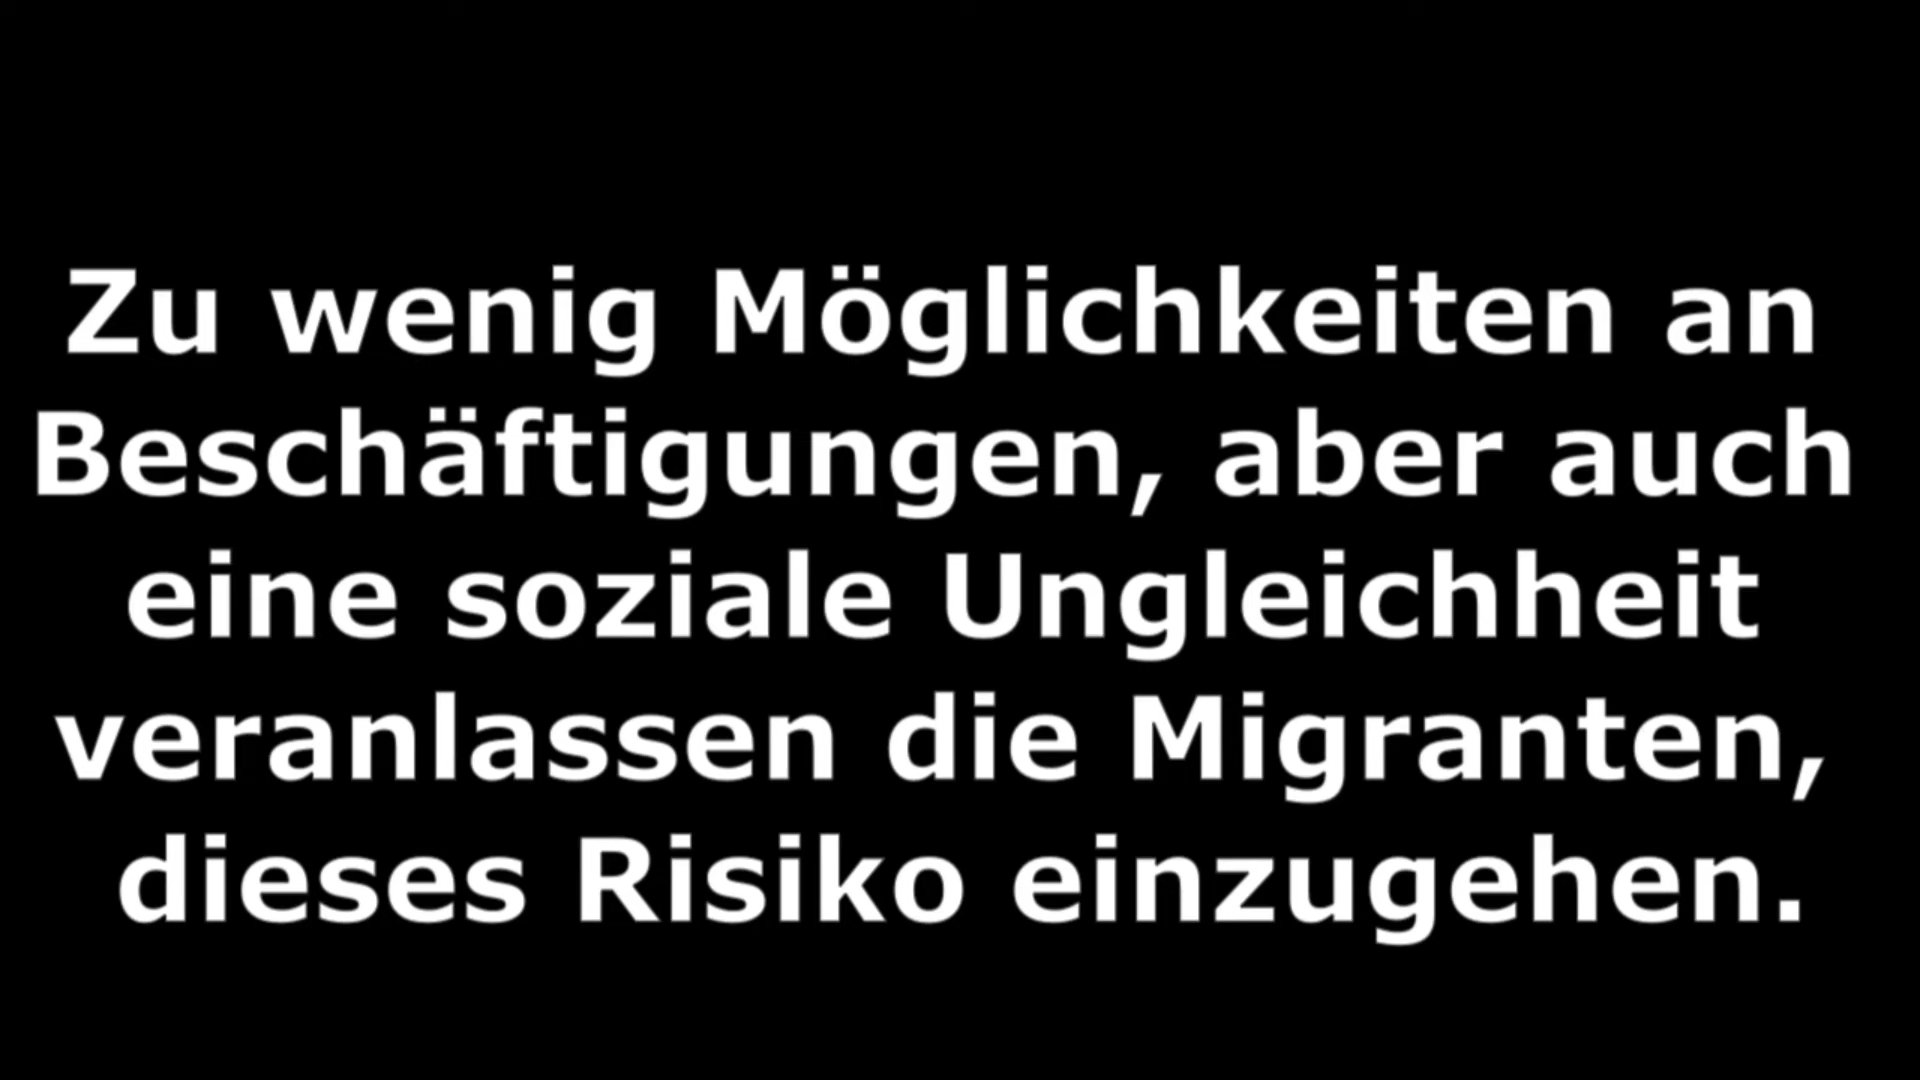 Zu wenig Möglichkeiten an
Beschäftigungen, aber auch
eine soziale Ungleichheit
veranlassen die Migranten,
dieses Risiko einzugehen.